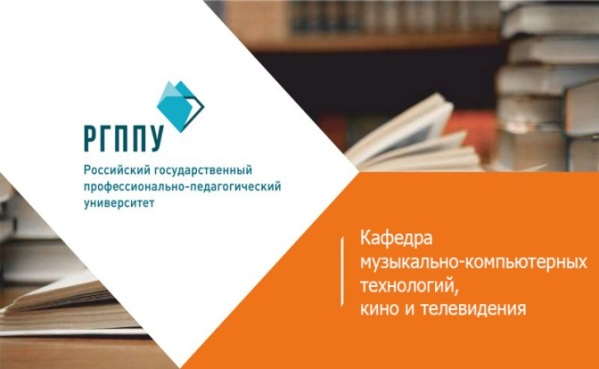 РГППУ
Российский государственный
профессионально-педагогический
университет
Кафедра
музыкально-компьютерных
технологий,
кино и телевидения